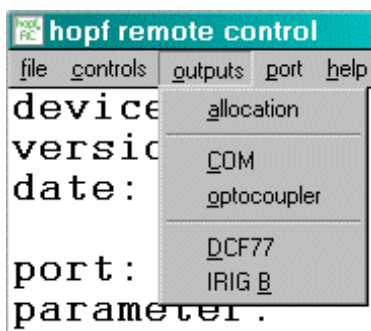 hopf remote control
file controls outputs port help
allocation
COM
optocoupler
DCF77
IRIG B
device
versio
date:
port:
parameter: